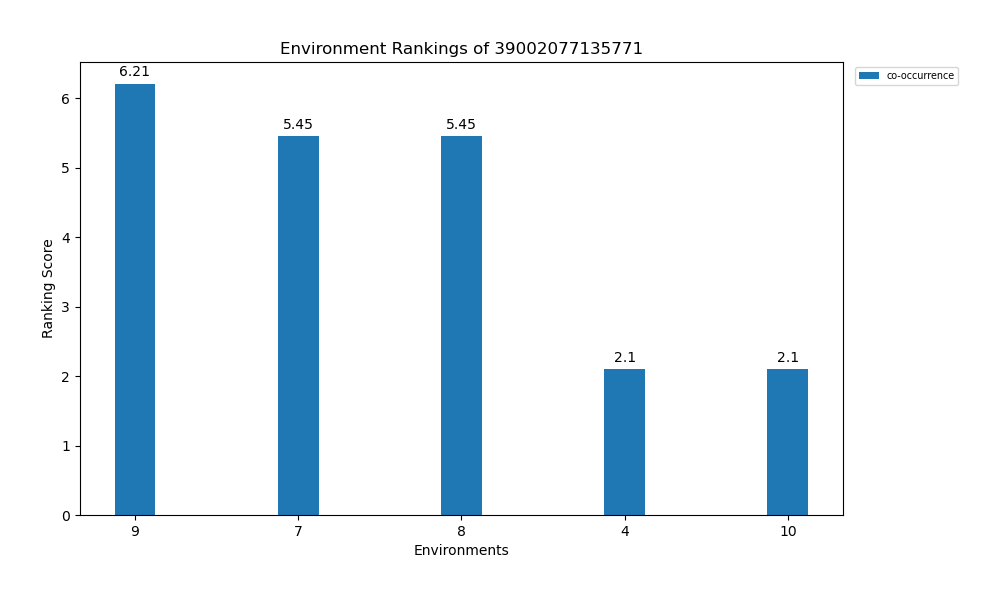 Environment Rankings of 39002077135771
co-occurrence
6.21
5.45
5.45
2.1
2.1
Ranking Score
6
5
4
3
2
1
0
9 7 8 4 10
Environments